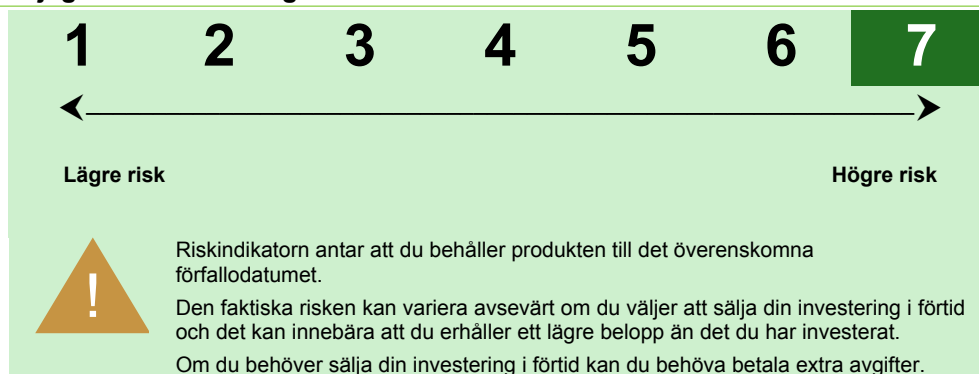 1 2 3 4 5 6 7
Lägre risk Högre risk
!
Riskindikatorn antar att du behåller produkten till det överenskomna
förfallodatumet.
Den faktiska risken kan variera avsevärt om du väljer att sälja din investering i förtid
och det kan innebära att du erhåller ett lägre belopp än det du har investerat.
Om du behöver sälja din investering i förtid kan du behöva betala extra avgifter.